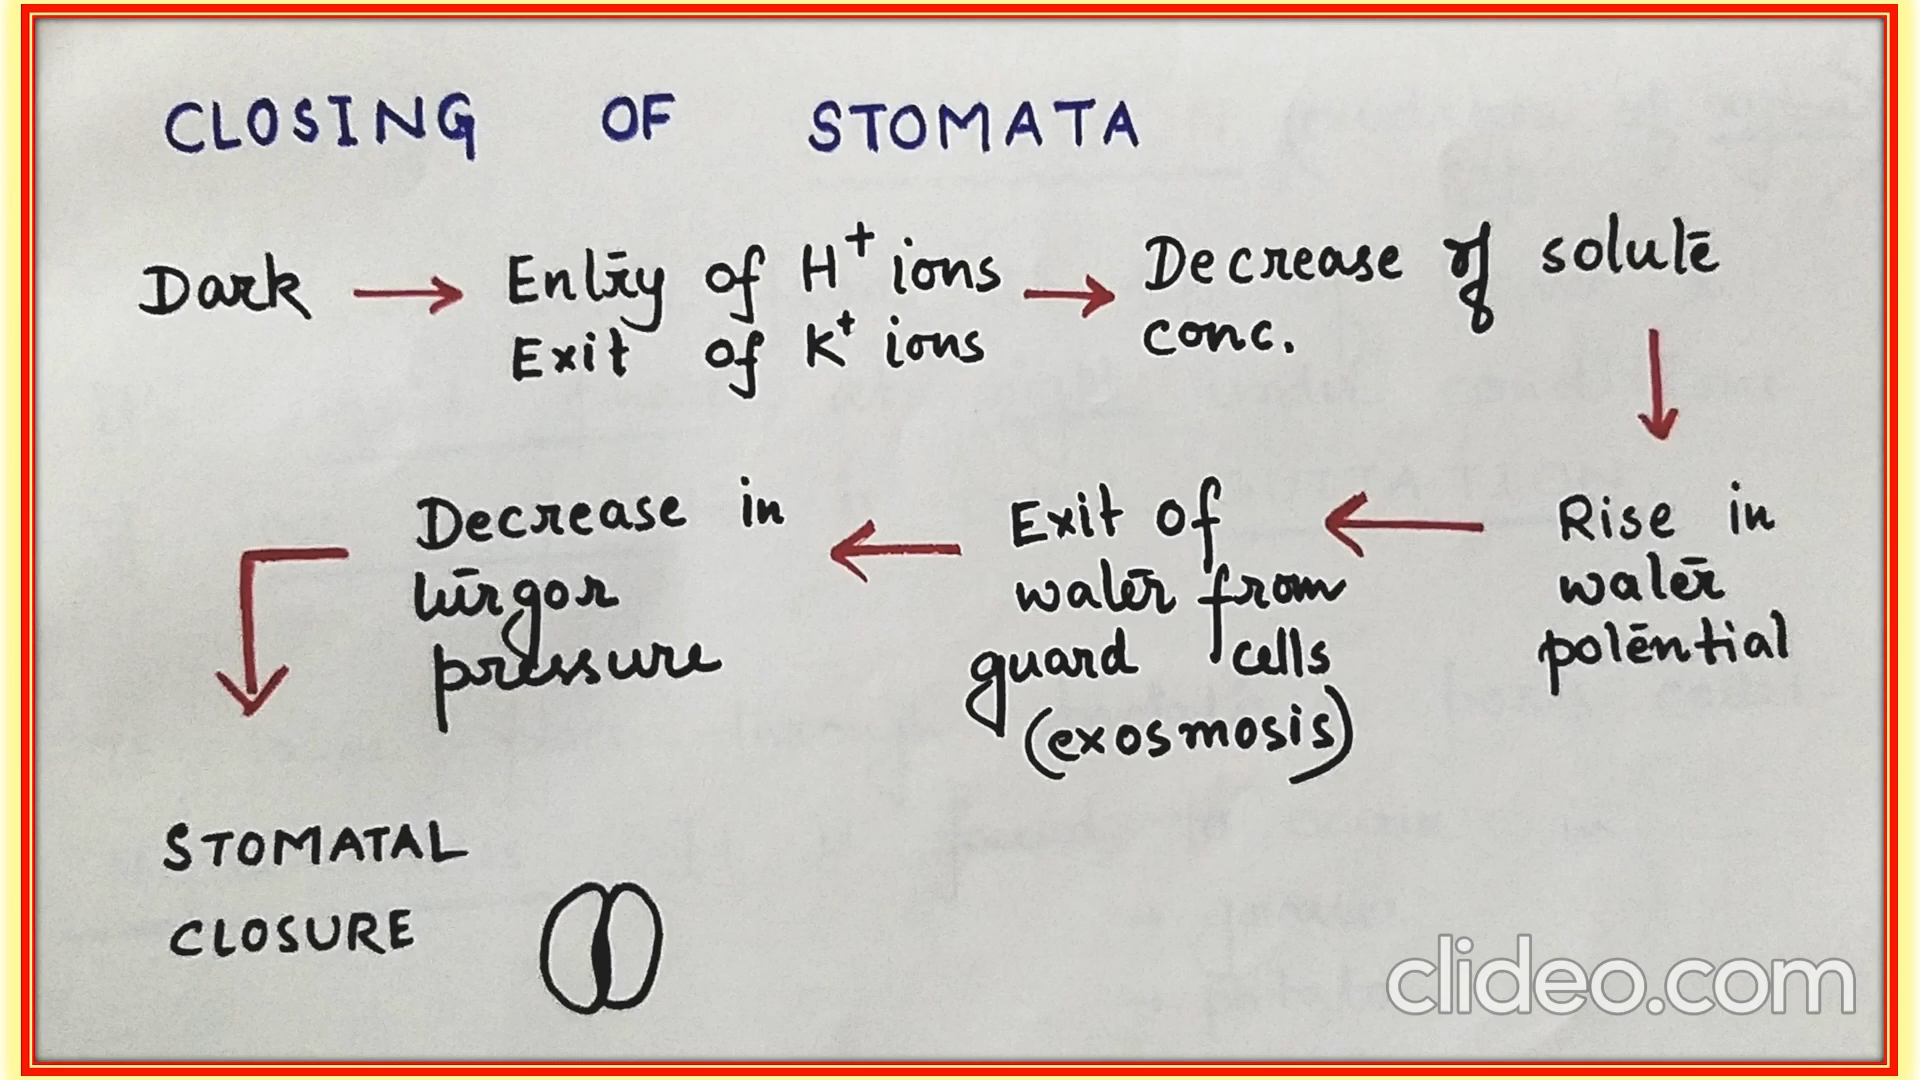 CLOSING OF STOMATA
Dark → Entry of H⁺ ions → Decrease of solute
Exit of K⁺ ions
conc.
Rise in
water
potential
Exit of
water from
guard cells
(exosmosis)
Decrease in
turgor
pressure
STOMATAL
CLOSURE
clideo.com